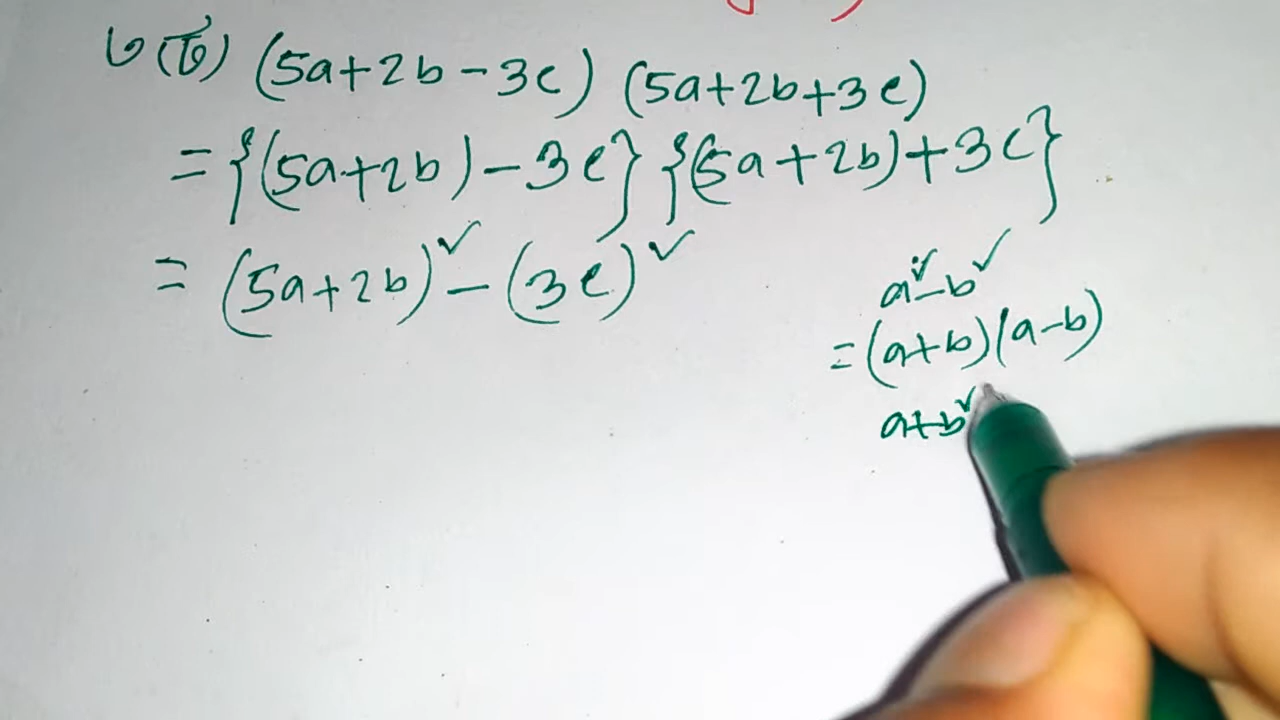 ৩ (চ) (5a+2b-3c) (5a+2b+3c)
= {(5a+2b)-3c} {(5a+2b)+3c}
= (5a+2b)² - (3c)²
a²-b²
= (a+b)(a-b)
a+b²